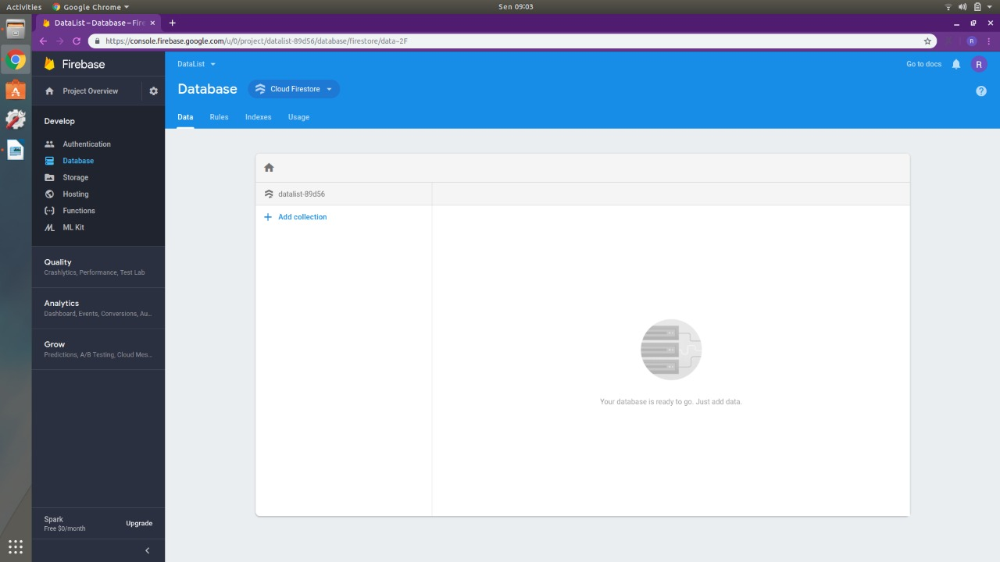 Activities
Google Chrome
Sen 09:03
DataList – Database – Fire
https://console.firebase.google.com/u/0/project/datalist-89d56/database/firestore/data~2F
R
Firebase
DataList
Go to docs
R
Project Overview
Database
Cloud Firestore
Data
Rules
Indexes
Usage
Develop
Authentication
Database
Storage
Hosting
Functions
ML Kit
Quality
Crashlytics, Performance, Test Lab
Analytics
Dashboard, Events, Conversions, Au...
Grow
Predictions, A/B Testing, Cloud Mes...
Spark
Free $0/month
Upgrade
datalist-89d56
Add collection
Your database is ready to go. Just add data.